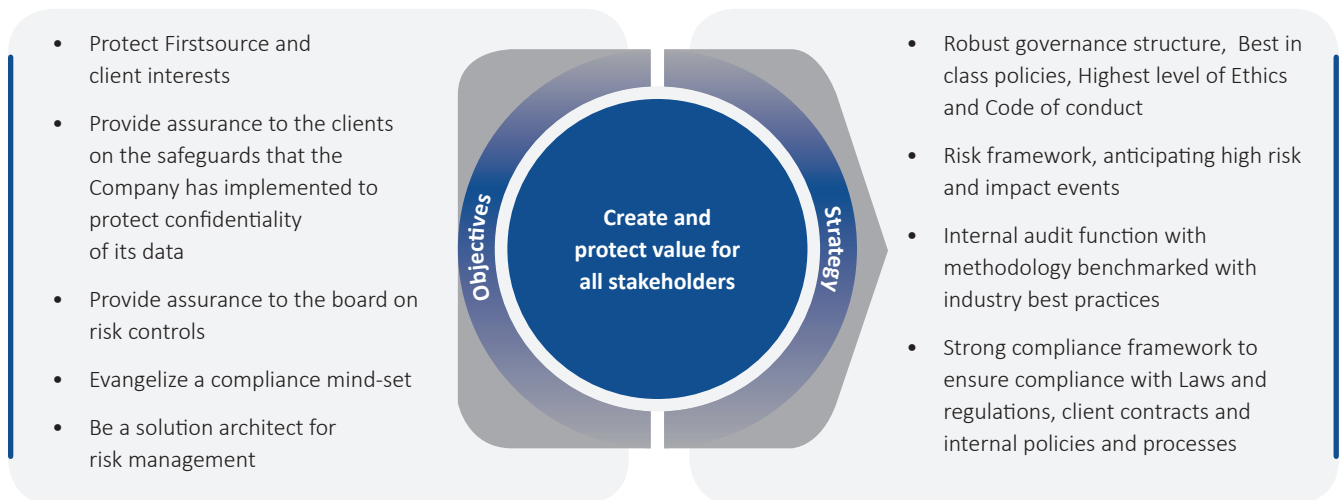 • Protect Firstsource and
client interests
• Provide assurance to the clients
on the safeguards that the
Company has implemented to
protect confidentiality
of its data
• Provide assurance to the board on
risk controls
• Evangelize a compliance mind-set
• Be a solution architect for
risk management
Objectives
Create and
protect value for
all stakeholders
Strategy
• Robust governance structure, Best in
class policies, Highest level of Ethics
and Code of conduct
• Risk framework, anticipating high risk
and impact events
• Internal audit function with
methodology benchmarked with
industry best practices
• Strong compliance framework to
ensure compliance with Laws and
regulations, client contracts and
internal policies and processes